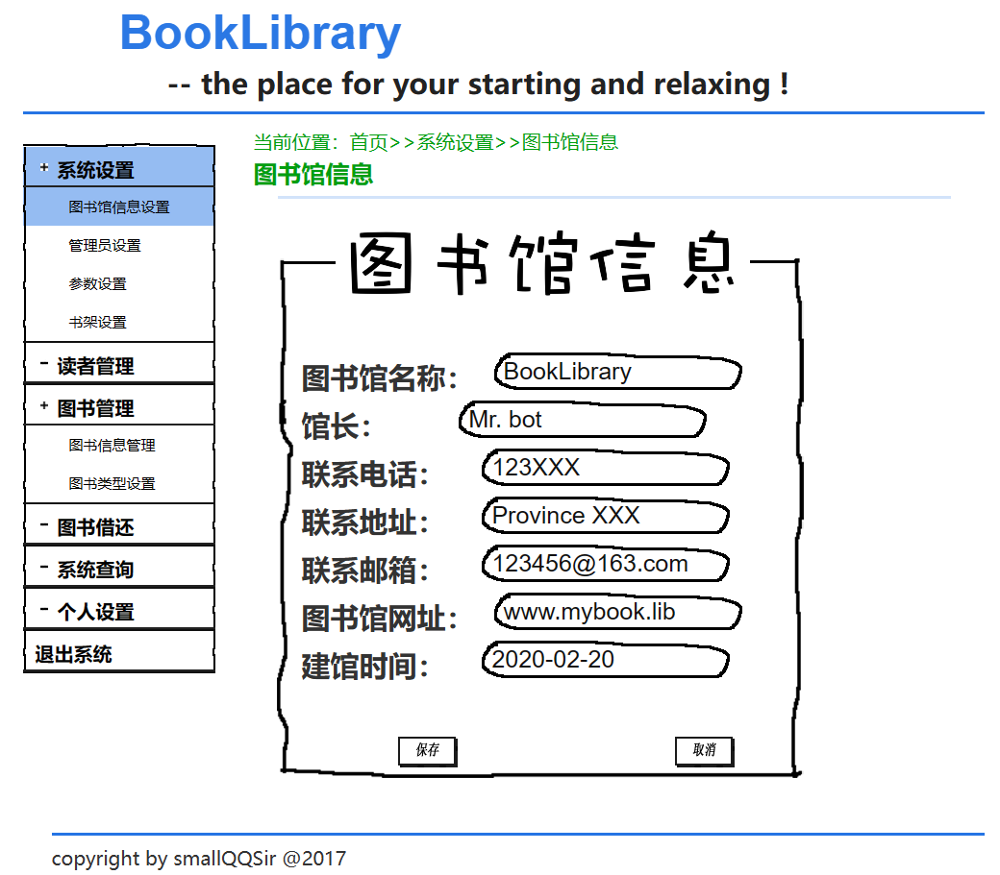 BookLibrary
-- the place for your starting and relaxing !
当前位置：首页>>系统设置>>图书馆信息
图书馆信息
+ 系统设置
图书馆信息设置
管理员设置
参数设置
书架设置
- 读者管理
+ 图书管理
图书信息管理
图书类型设置
- 图书借还
- 系统查询
- 个人设置
退出系统
图书馆信息
图书馆名称： BookLibrary
馆长： Mr. bot
联系电话： 123XXX
联系地址： Province XXX
联系邮箱： 123456@163.com
图书馆网址： www.mybook.lib
建馆时间： 2020-02-20
保存 取消
copyright by smallQQSir @2017